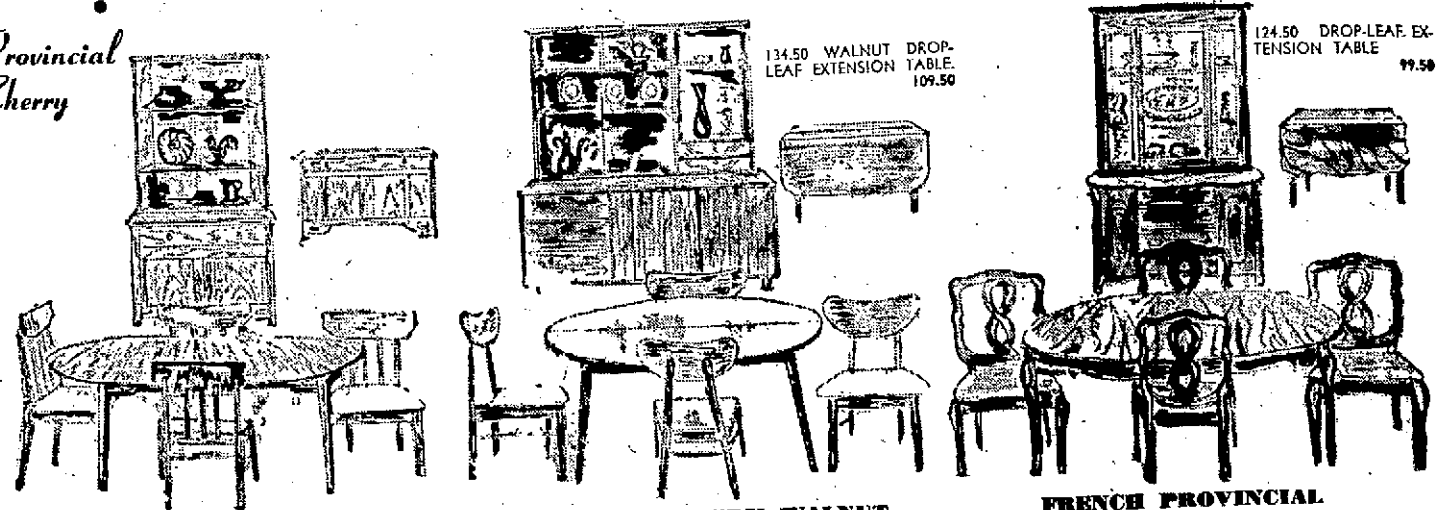 Provincial
Cherry
134.50 WALNUT DROP-
LEAF EXTENSION TABLE.
109.50
124.50 DROP-LEAF EX-
TENSION TABLE
99.50
WALNUT
FRENCH PROVINCIAL